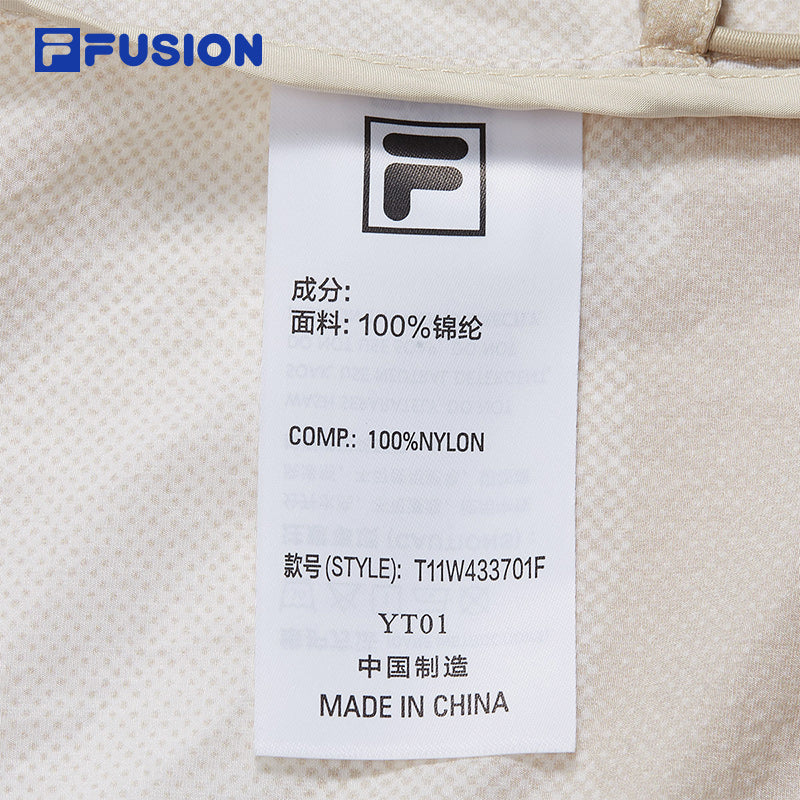 FUSION
F
成分:
面料: 100%锦纶
COMP.: 100%NYLON
款号(STYLE): T11W433701F
YT01
中国制造
MADE IN CHINA